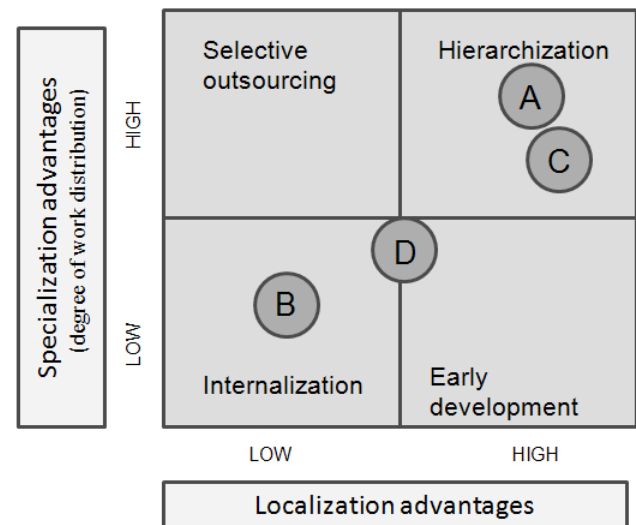 Specialization advantages
(degree of work distribution)
HIGH
LOW
Selective
outsourcing
Hierarchization
A
C
D
B
Internalization
Early
development
LOW
HIGH
Localization advantages